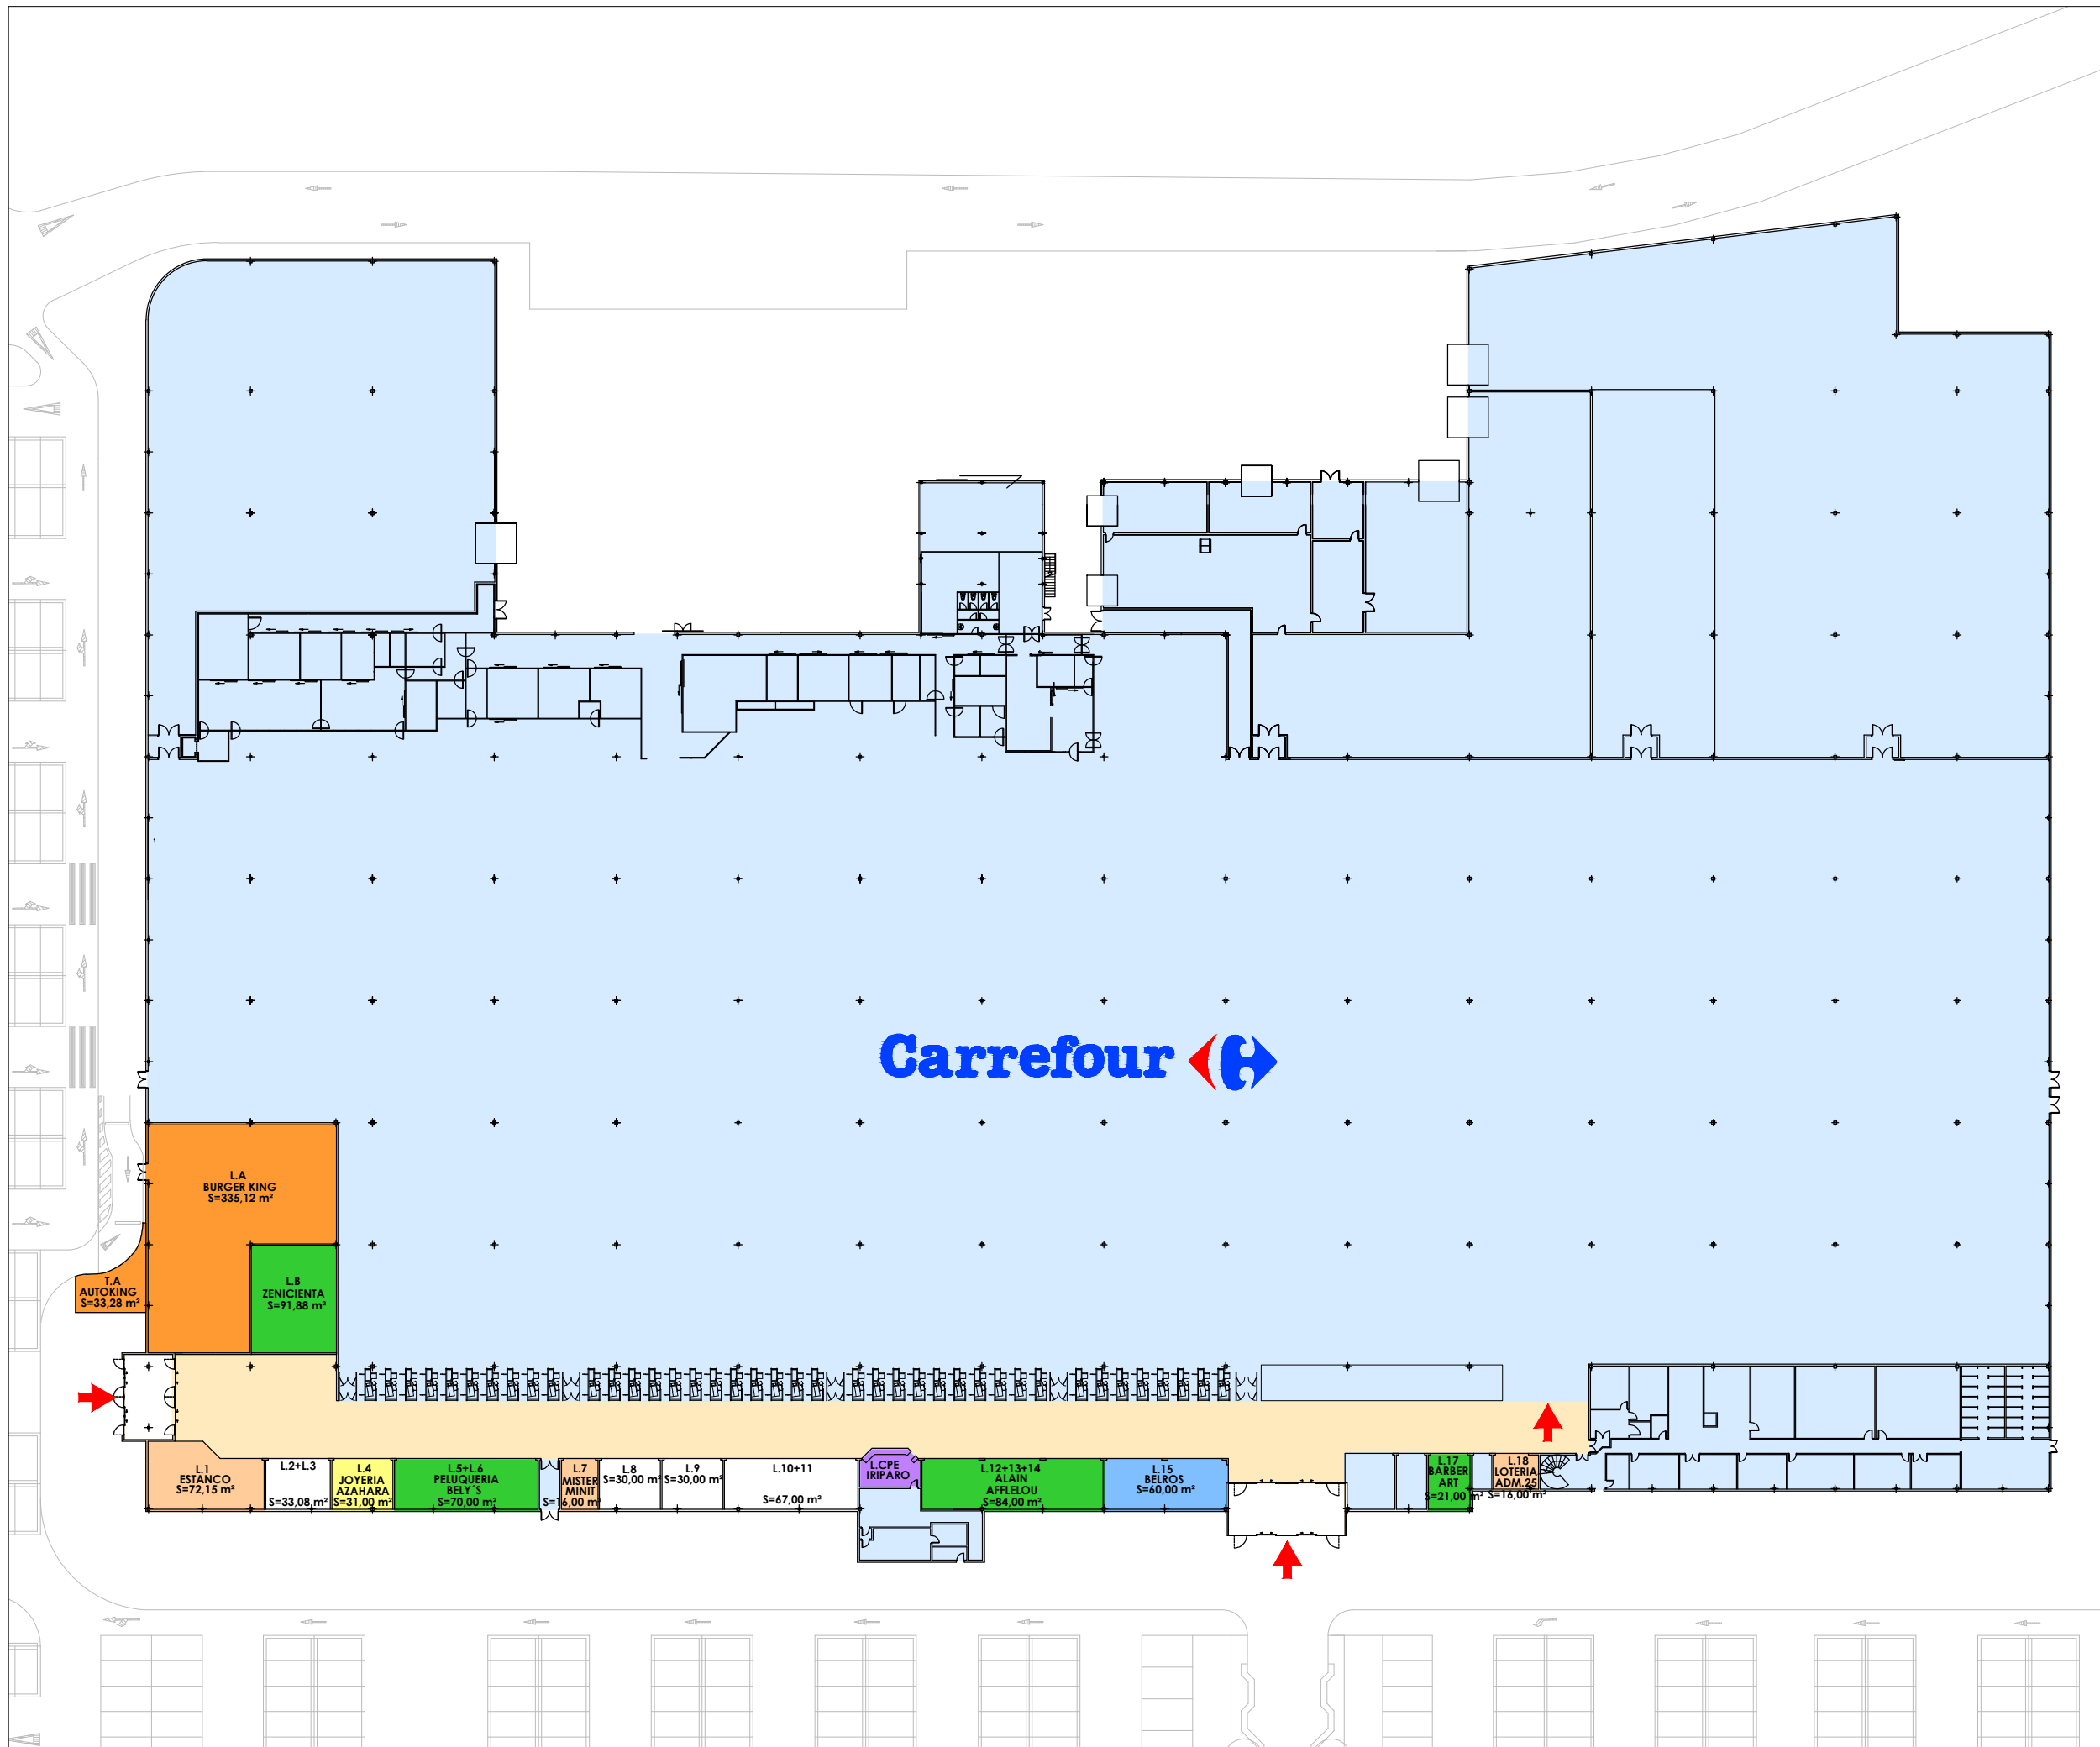 Carrefour
L.A
BURGER KING
S=335,12 m²
T.A
AUTOKING
S=33,28 m²
L.B
ZENICIENTA
S=91,88 m²
L.1
ESTANCO
S=72,15 m²
L.2+L.3
S=33,08 m²
L.4
JOYERIA
AZAHARA
S=31,00 m²
L.5+L.6
PELUQUERIA
BELY´S
S=70,00 m²
L.7
MISTER
MINIT
S=16,00 m²
L.8
S=30,00 m²
L.9
S=30,00 m²
L.10+11
S=67,00 m²
L.CPE
IRIPARO
L.12+13+14
ALAIN
AFFLELOU
S=84,00 m²
L.15
BELROS
S=60,00 m²
L.17
BARBER
ART
S=21,00 m²
L.18
LOTERIA
ADM.25
S=16,00 m²